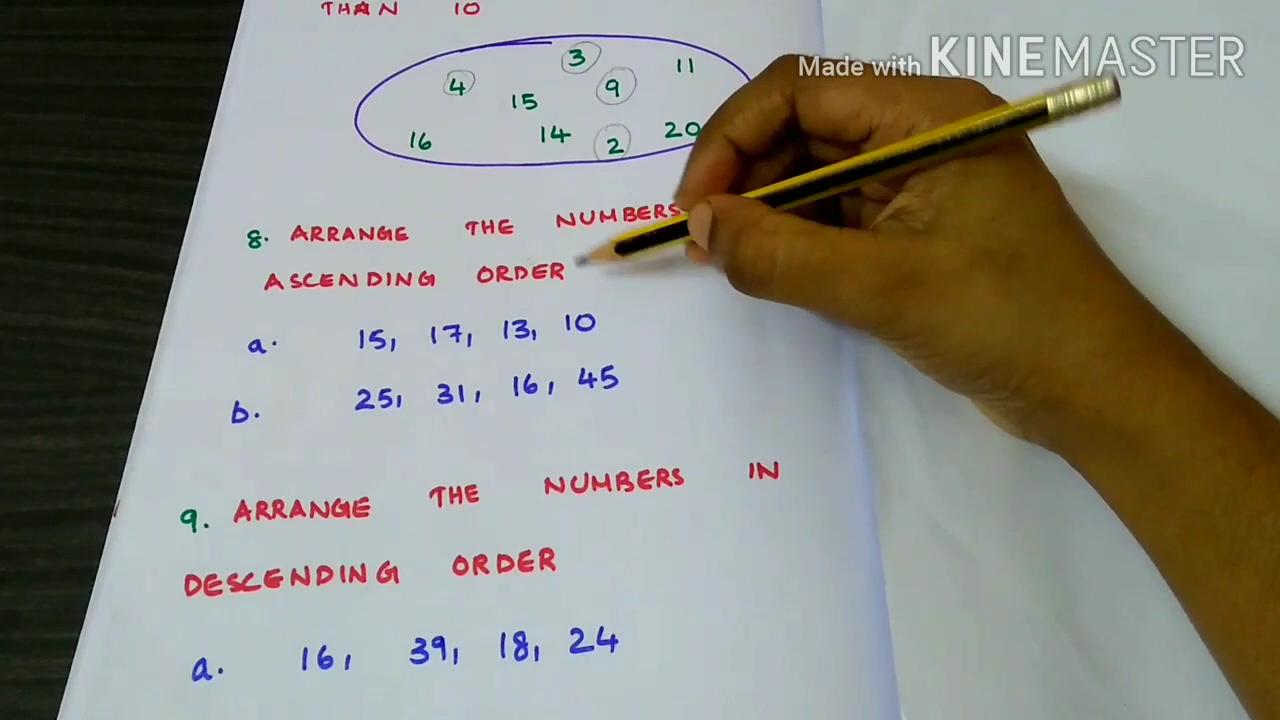 THAN 10
Made with KINEMASTER
3
11
4
9
15
16
14
2
20
8. ARRANGE THE NUMBERS
ASCENDING ORDER
a. 15, 17, 13, 10
b. 25, 31, 16, 45
9. ARRANGE THE NUMBERS IN
DESCENDING ORDER
a. 16, 39, 18, 24